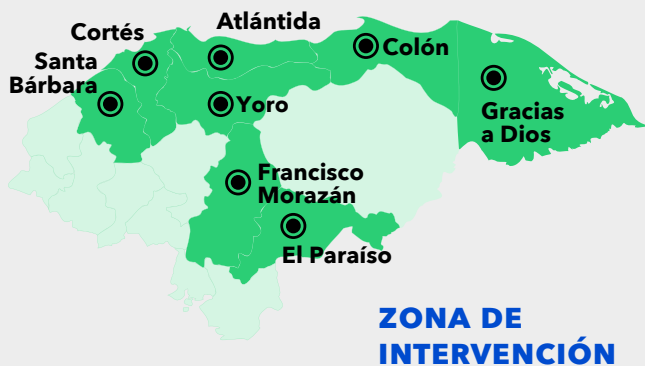 Atlántida
Cortés
Colón
Santa
Bárbara
Yoro
Gracias
a Dios
Francisco
Morazán
El Paraíso
ZONA DE
INTERVENCIÓN